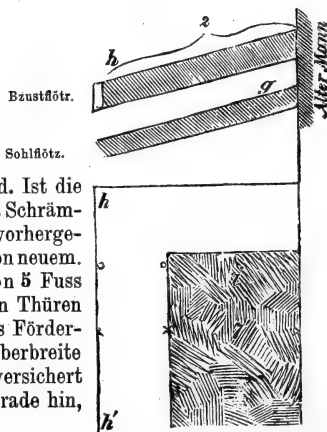 z
h
Bzustflötr.
g
Alter Mann
Sohlflötz.
d. Ist die
Schräm-
vorherge-
on neuem.
on 5 Fuss
n Thüren
s Förder-
berbreite
versichert
rade hin,
h
h'